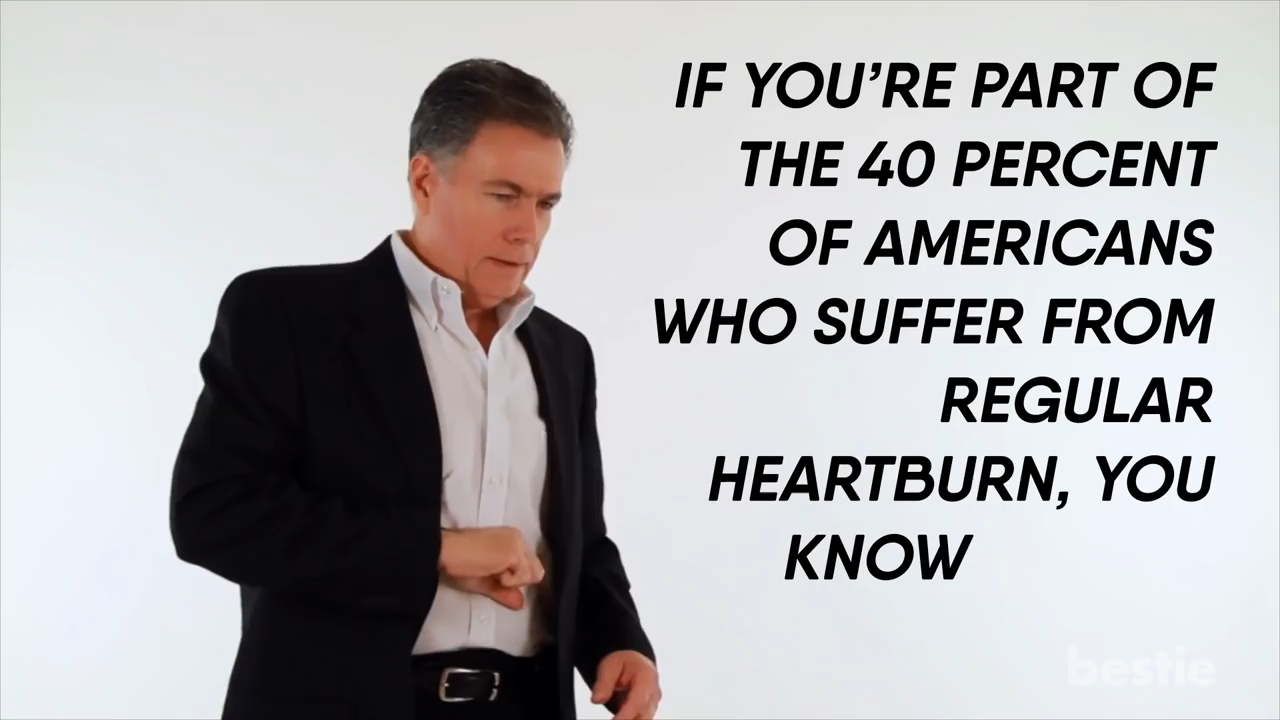 IF YOU’RE PART OF
THE 40 PERCENT
OF AMERICANS
WHO SUFFER FROM
REGULAR
HEARTBURN, YOU
KNOW
bestie